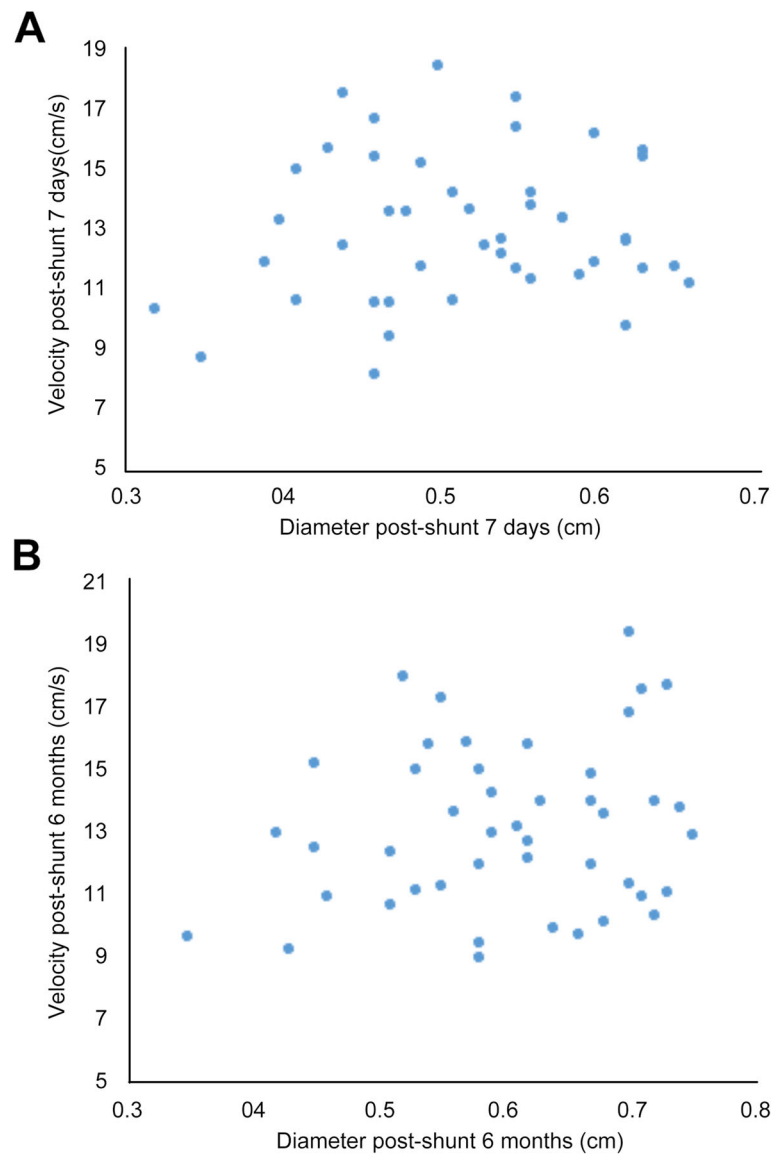 A
19
17
15
13
11
9
7
5
Velocity post-shunt 7 days(cm/s)
0.3 04 0.5 0.6 0.7
Diameter post-shunt 7 days (cm)
B
21
19
17
15
13
11
9
7
5
Velocity post-shunt 6 months (cm/s)
0.3 04 0.5 0.6 0.7 0.8
Diameter post-shunt 6 months (cm)